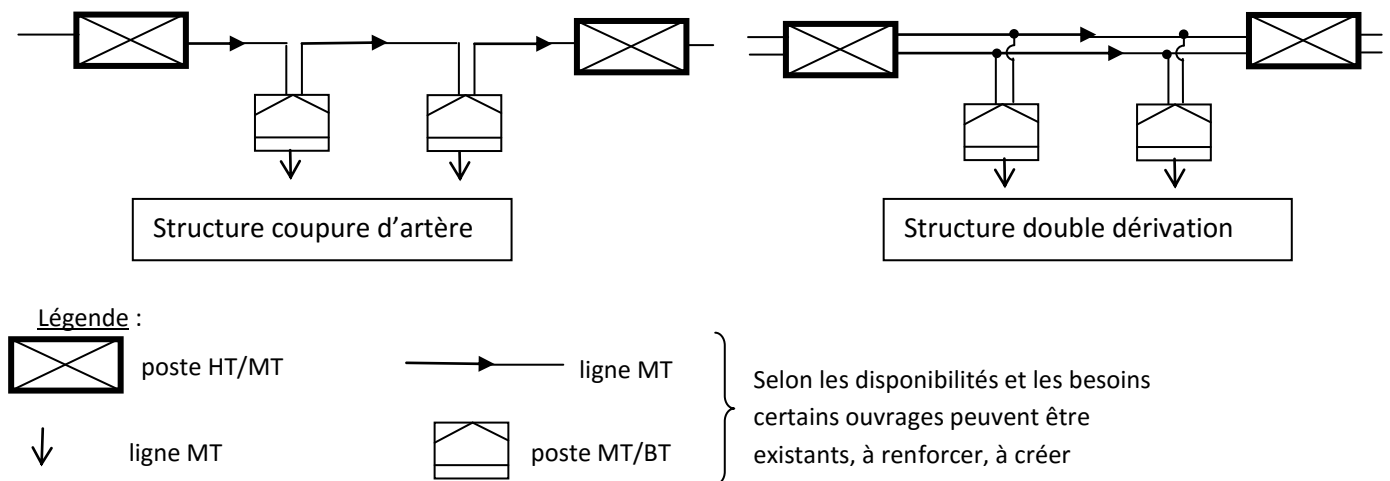 Structure coupure d'artère
Structure double dérivation
Légende :
poste HT/MT
ligne MT
ligne MT
poste MT/BT
Selon les disponibilités et les besoins
certains ouvrages peuvent être
existants, à renforcer, à créer